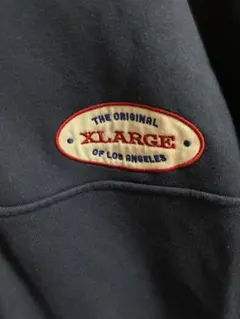 THE ORIGINAL
XLARGE
OF LOS ANGELES